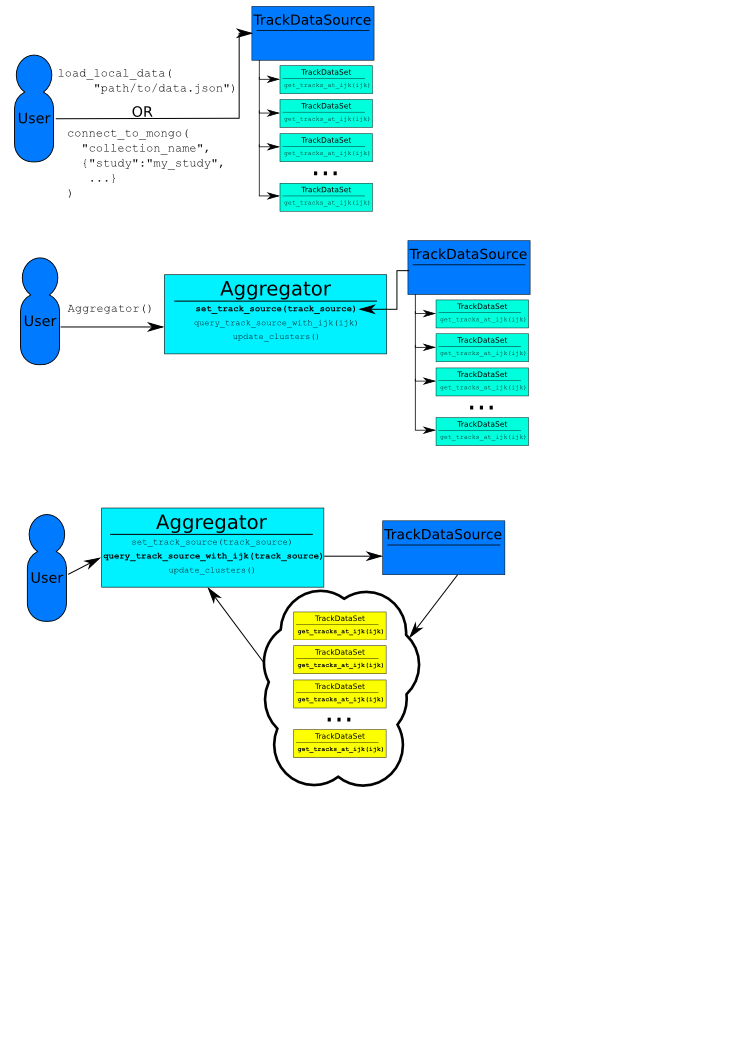 TrackDataSource
load_local_data(
"path/to/data.json")
User
OR
connect_to_mongo(
"collection_name",
{"study":"my_study",
...}
)
TrackDataSet
get_tracks_at_ijk(ijk)
TrackDataSet
get_tracks_at_ijk(ijk)
TrackDataSet
get_tracks_at_ijk(ijk)
...
TrackDataSet
get_tracks_at_ijk(ijk)
User
Aggregator()
Aggregator
set_track_source(track_source)
query_track_source_with_ijk(ijk)
update_clusters()
TrackDataSource
TrackDataSet
get_tracks_at_ijk(ijk)
TrackDataSet
get_tracks_at_ijk(ijk)
TrackDataSet
get_tracks_at_ijk(ijk)
...
TrackDataSet
get_tracks_at_ijk(ijk)
User
Aggregator
set_track_source(track_source)
query_track_source_with_ijk(track_source)
update_clusters()
TrackDataSource
TrackDataSet
get_tracks_at_ijk(ijk)
TrackDataSet
get_tracks_at_ijk(ijk)
TrackDataSet
get_tracks_at_ijk(ijk)
...
TrackDataSet
get_tracks_at_ijk(ijk)